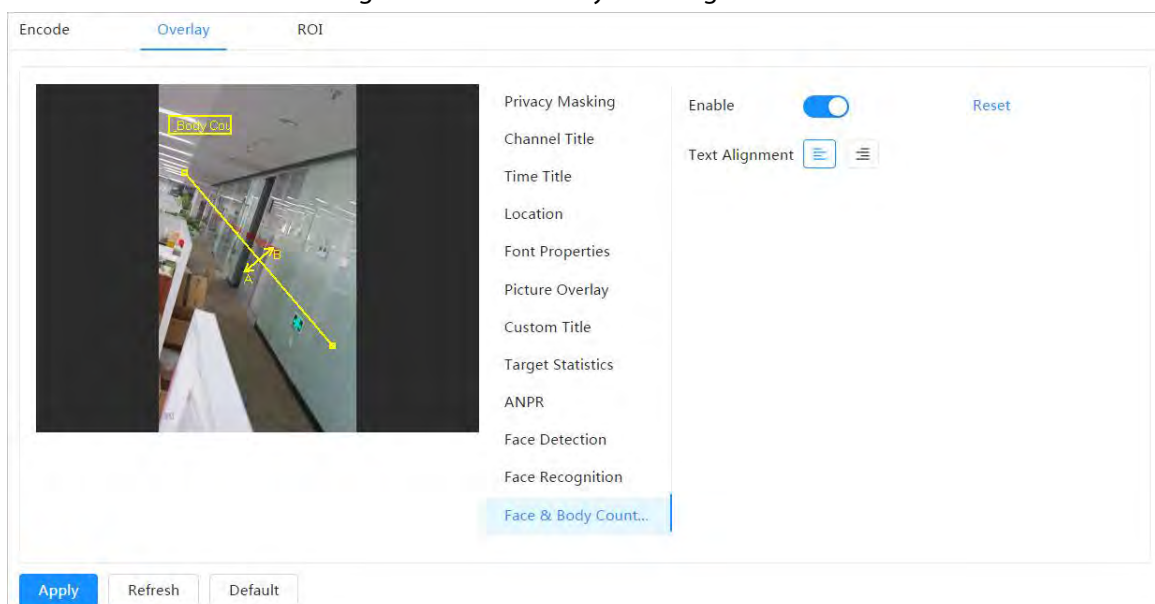 Encode Overlay ROI
Body Cou
B
A
Privacy Masking
Channel Title
Time Title
Location
Font Properties
Picture Overlay
Custom Title
Target Statistics
ANPR
Face Detection
Face Recognition
Face & Body Count...
Enable Reset
Text Alignment
Apply Refresh Default